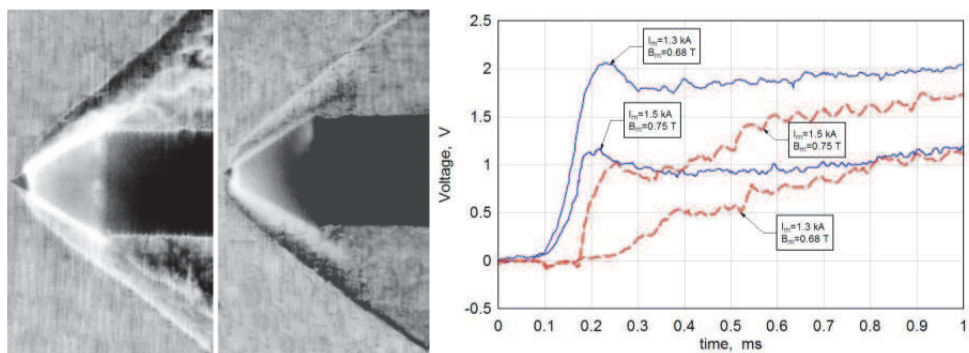 Voltage, V
2.5
2
1.5
1
0.5
0
-0.5
Iₘ=1.3 kA
Bₘ=0.68 T
Iₘ=1.5 kA
Bₘ=0.75 T
Iₘ=1.5 kA
Bₘ=0.75 T
Iₘ=1.3 kA
Bₘ=0.68 T
0 0.1 0.2 0.3 0.4 0.5 0.6 0.7 0.8 0.9 1
time, ms